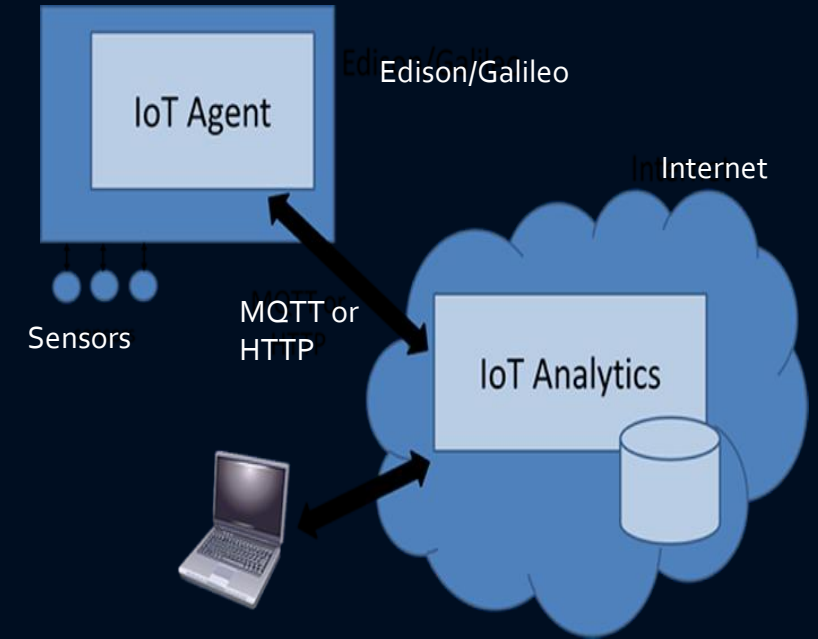 Edison/Galileo
IoT Agent
Internet
MQTT or
HTTP
Sensors
IoT Analytics